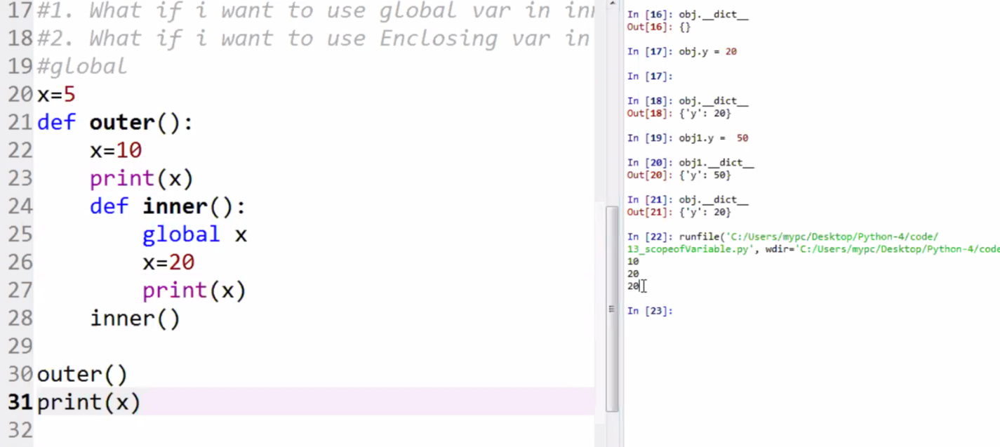 17 #1. What if i want to use global var in
18 #2. What if i want to use Enclosing var in
19 #global
20 x=5
21 def outer():
22 x=10
23 print(x)
24 def inner():
25 global x
26 x=20
27 print(x)
28 inner()
29
30 outer()
31 print(x)
32
In [16]: obj.__dict__
Out[16]: {}
In [17]: obj.y = 20
In [17]:
In [18]: obj.__dict__
Out[18]: {'y': 20}
In [19]: obj1.y = 50
In [20]: obj1.__dict__
Out[20]: {'y': 50}
In [21]: obj.__dict__
Out[21]: {'y': 20}
In [22]: runfile('C:/Users/mypc/Desktop/Python-4/code/
13_scopeofVariable.py', wdir='C:/Users/mypc/Desktop/Python-4/code
10
20
20
In [23]: